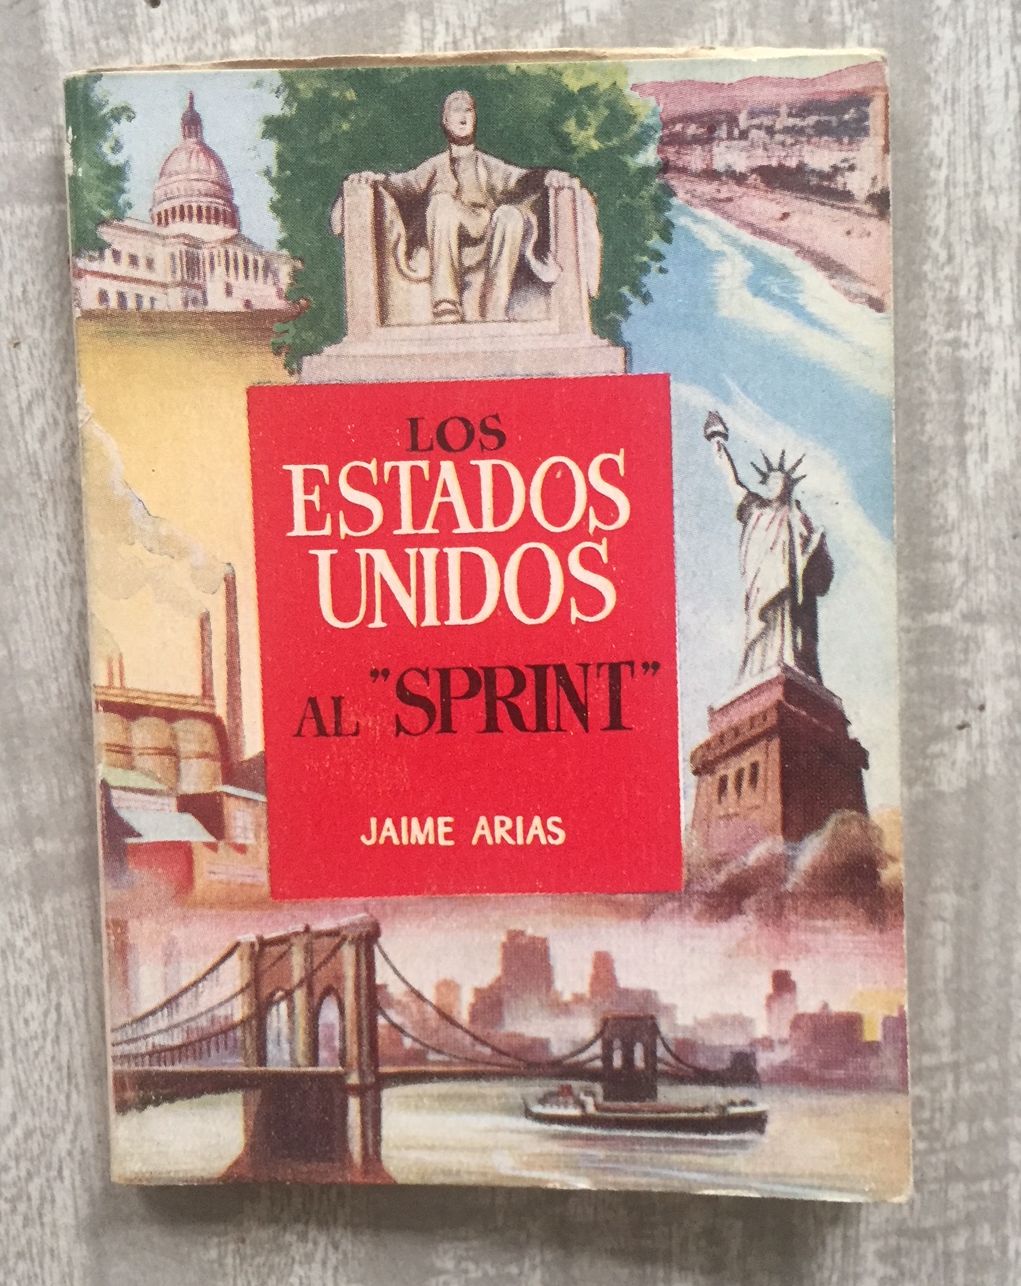 LOS
ESTADOS
UNIDOS
AL "SPRINT"
JAIME ARIAS